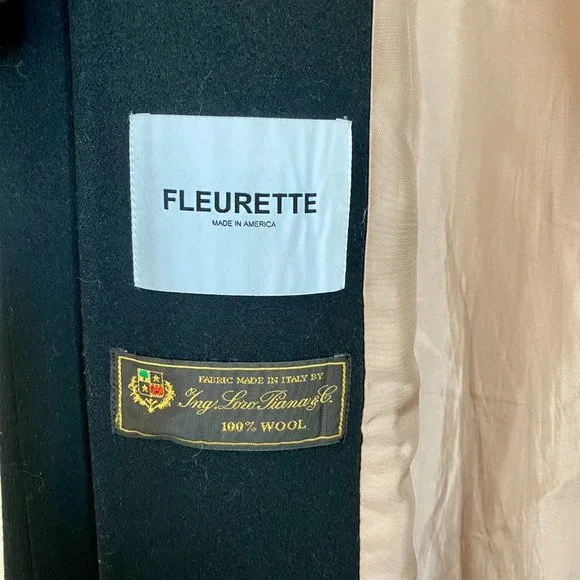 FLEURETTE
MADE IN AMERICA
FABRIC MADE IN ITALY BY
Ing. Loro Piana & C.
100% WOOL